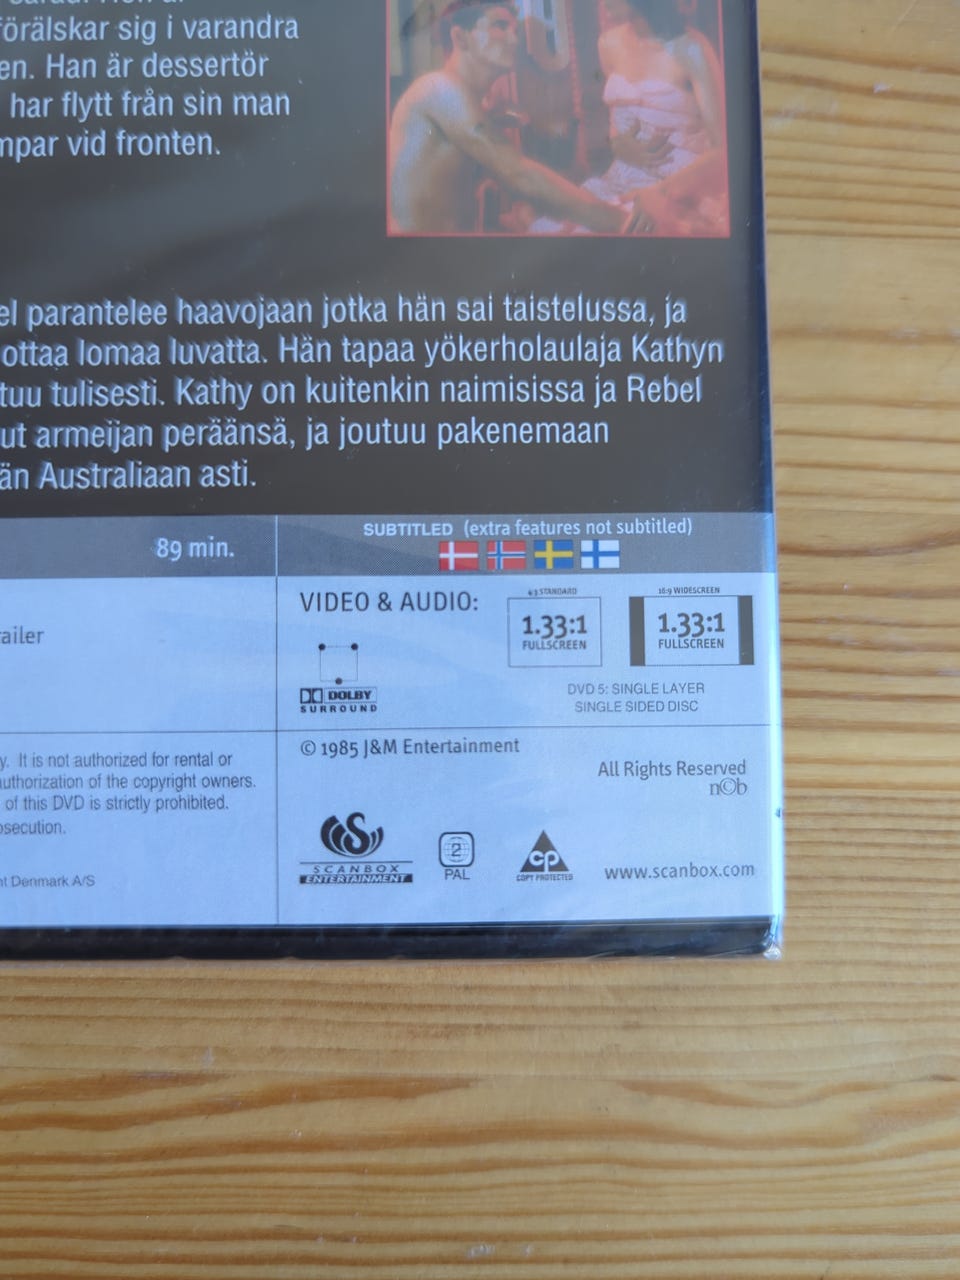 förälskar sig i varandra
en. Han är dessertör
har flytt från sin man
mpar vid fronten.
el parantelee haavojaan jotka hän sai taistelussa, ja
ottaa lomaa luvatta. Hän tapaa yökerholaulaja Kathyn
tuu tulisesti. Kathy on kuitenkin naimisissa ja Rebel
ut armeijan peräänsä, ja joutuu pakenemaan
än Australiaan asti.
89 min.
SUBTITLED (extra features not subtitled)
ailer
VIDEO & AUDIO:
4:3 STANDARD
1.33:1
FULLSCREEN
16:9 WIDESCREEN
1.33:1
FULLSCREEN
DOLBY
SURROUND
DVD 5: SINGLE LAYER
SINGLE SIDED DISC
y. It is not authorized for rental or
uthorization of the copyright owners.
of this DVD is strictly prohibited.
osecution.
nt Denmark A/S
© 1985 J&M Entertainment
All Rights Reserved
n©b
SCANBOX
ENTERTAINMENT
2
PAL
CP
COPY PROTECTED
www.scanbox.com